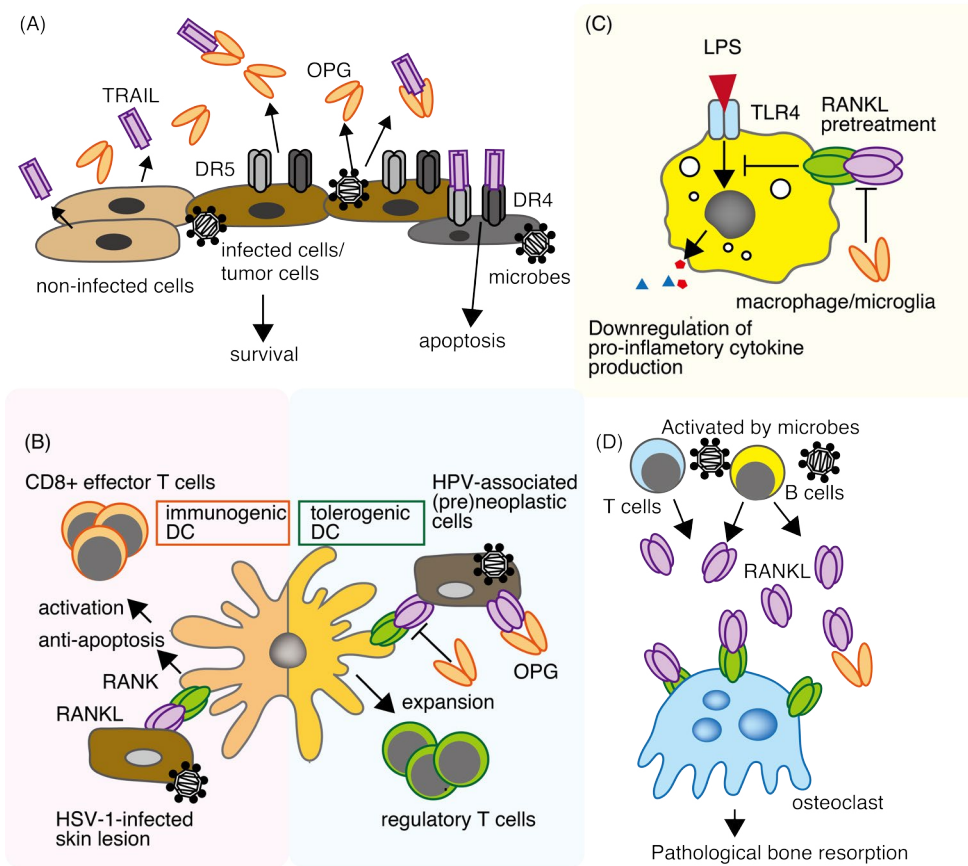 (A)
TRAIL
OPG
DR5
DR4
non-infected cells
infected cells/
tumor cells
microbes
survival
apoptosis
(C)
LPS
TLR4
RANKL
pretreatment
macrophage/microglia
Downregulation of
pro-inflametory cytokine
production
(B)
CD8+ effector T cells
immunogenic
DC
tolerogenic
DC
HPV-associated
(pre)neoplastic
cells
activation
anti-apoptosis
RANK
RANKL
OPG
expansion
HSV-1-infected
skin lesion
regulatory T cells
(D)
Activated by microbes
T cells
B cells
RANKL
osteoclast
Pathological bone resorption